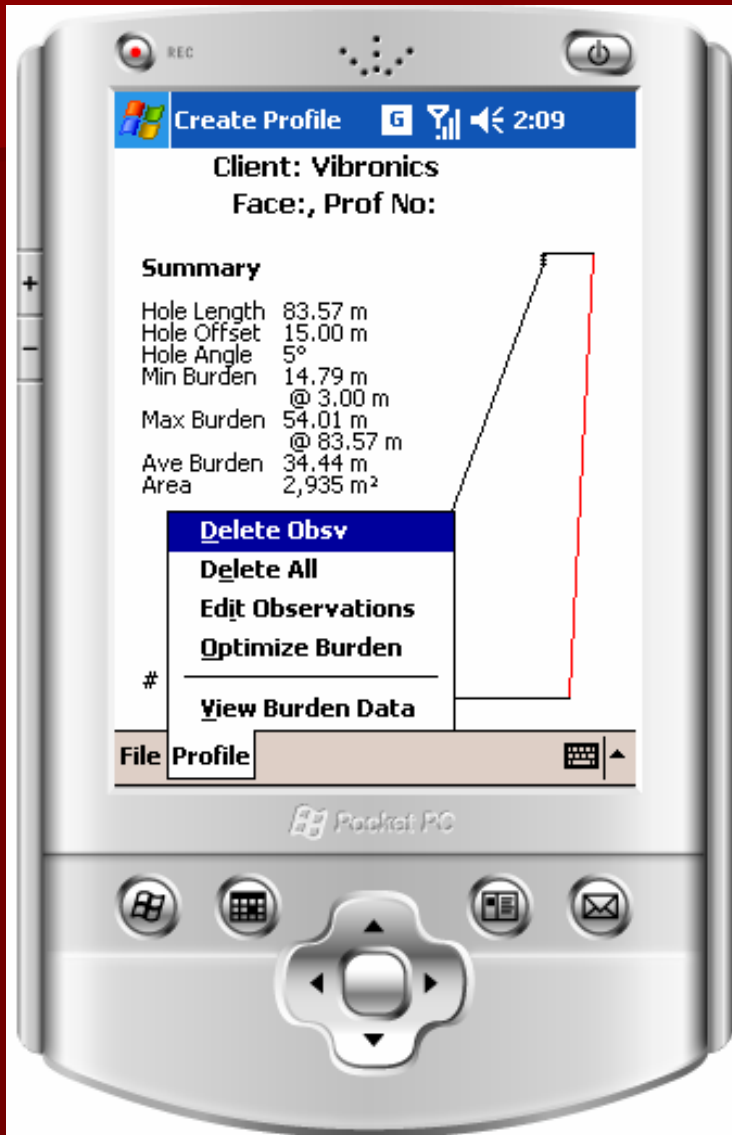 REC
Create Profile G 2:09
Client: Vibronics
Face:, Prof No:
Summary
Hole Length 83.57 m
Hole Offset 15.00 m
Hole Angle 5°
Min Burden 14.79 m
@ 3.00 m
Max Burden 54.01 m
@ 83.57 m
Ave Burden 34.44 m
Area 2,935 m²
Delete Obsv
Delete All
Edit Observations
Optimize Burden
#
View Burden Data
File Profile
Pocket PC